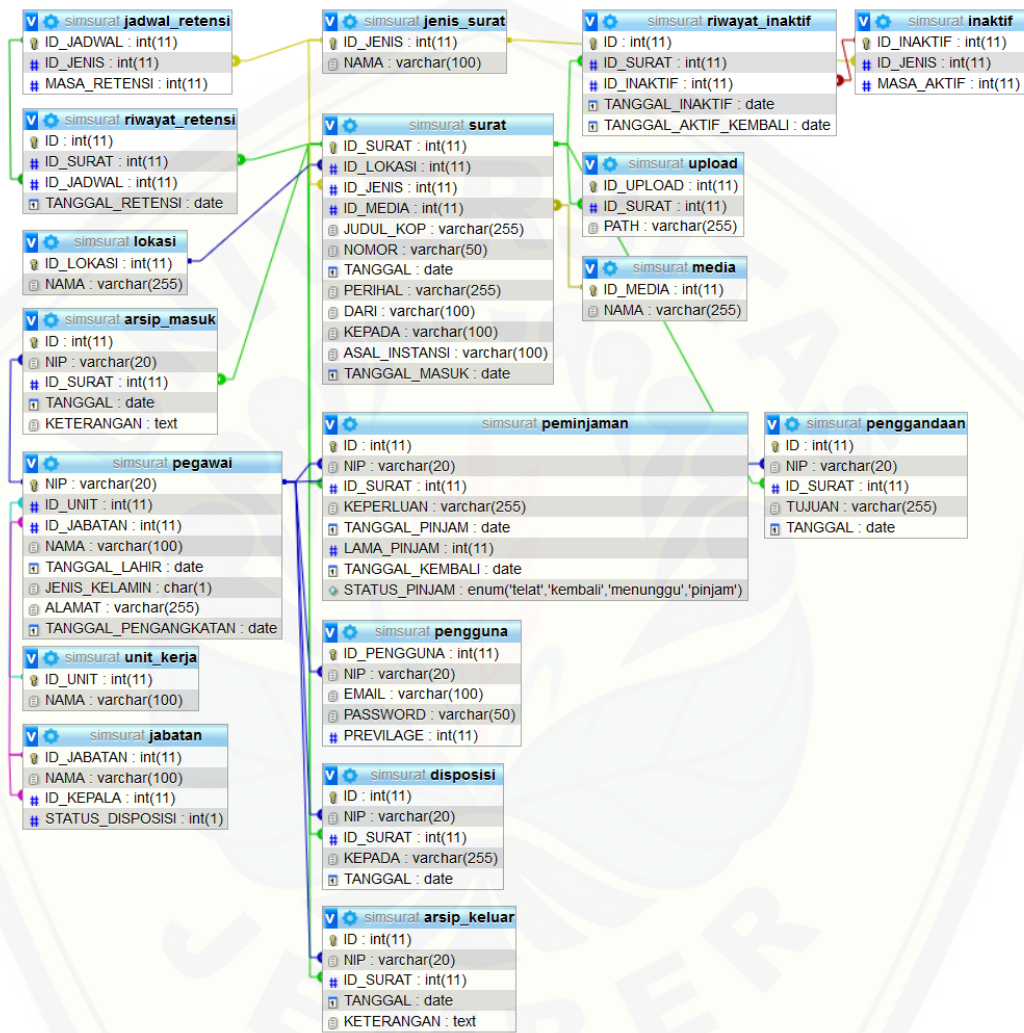 simsurat jadwal_retensi
ID_JADWAL : int(11)
ID_JENIS : int(11)
MASA_RETENSI : int(11)
simsurat riwayat_retensi
ID : int(11)
ID_SURAT : int(11)
ID_JADWAL : int(11)
TANGGAL_RETENSI : date
simsurat lokasi
ID_LOKASI : int(11)
NAMA : varchar(255)
simsurat arsip_masuk
ID : int(11)
NIP : varchar(20)
ID_SURAT : int(11)
TANGGAL : date
KETERANGAN : text
simsurat pegawai
NIP : varchar(20)
ID_UNIT : int(11)
ID_JABATAN : int(11)
NAMA : varchar(100)
TANGGAL_LAHIR : date
JENIS_KELAMIN : char(1)
ALAMAT : varchar(255)
TANGGAL_PENGANGKATAN : date
simsurat unit_kerja
ID_UNIT : int(11)
NAMA : varchar(100)
simsurat jabatan
ID_JABATAN : int(11)
NAMA : varchar(100)
ID_KEPALA : int(11)
STATUS_DISPOSISI : int(1)
simsurat jenis_surat
ID_JENIS : int(11)
NAMA : varchar(100)
simsurat surat
ID_SURAT : int(11)
ID_LOKASI : int(11)
ID_JENIS : int(11)
ID_MEDIA : int(11)
JUDUL_KOP : varchar(255)
NOMOR : varchar(50)
TANGGAL : date
PERIHAL : varchar(255)
DARI : varchar(100)
KEPADA : varchar(100)
ASAL_INSTANSI : varchar(100)
TANGGAL_MASUK : date
simsurat peminjaman
ID : int(11)
NIP : varchar(20)
ID_SURAT : int(11)
KEPERLUAN : varchar(255)
TANGGAL_PINJAM : date
LAMA_PINJAM : int(11)
TANGGAL_KEMBALI : date
STATUS_PINJAM : enum('telat','kembali','menunggu','pinjam')
simsurat pengguna
ID_PENGGUNA : int(11)
NIP : varchar(20)
EMAIL : varchar(100)
PASSWORD : varchar(50)
PREVILAGE : int(11)
simsurat disposisi
ID : int(11)
NIP : varchar(20)
ID_SURAT : int(11)
KEPADA : varchar(255)
TANGGAL : date
simsurat arsip_keluar
ID : int(11)
NIP : varchar(20)
ID_SURAT : int(11)
TANGGAL : date
KETERANGAN : text
simsurat riwayat_inaktif
ID : int(11)
ID_SURAT : int(11)
ID_INAKTIF : int(11)
TANGGAL_INAKTIF : date
TANGGAL_AKTIF_KEMBALI : date
simsurat upload
ID_UPLOAD : int(11)
ID_SURAT : int(11)
PATH : varchar(255)
simsurat media
ID_MEDIA : int(11)
NAMA : varchar(255)
simsurat inaktif
ID_INAKTIF : int(11)
ID_JENIS : int(11)
MASA_AKTIF : int(11)
simsurat penggandaan
ID : int(11)
NIP : varchar(20)
ID_SURAT : int(11)
TUJUAN : varchar(255)
TANGGAL : date